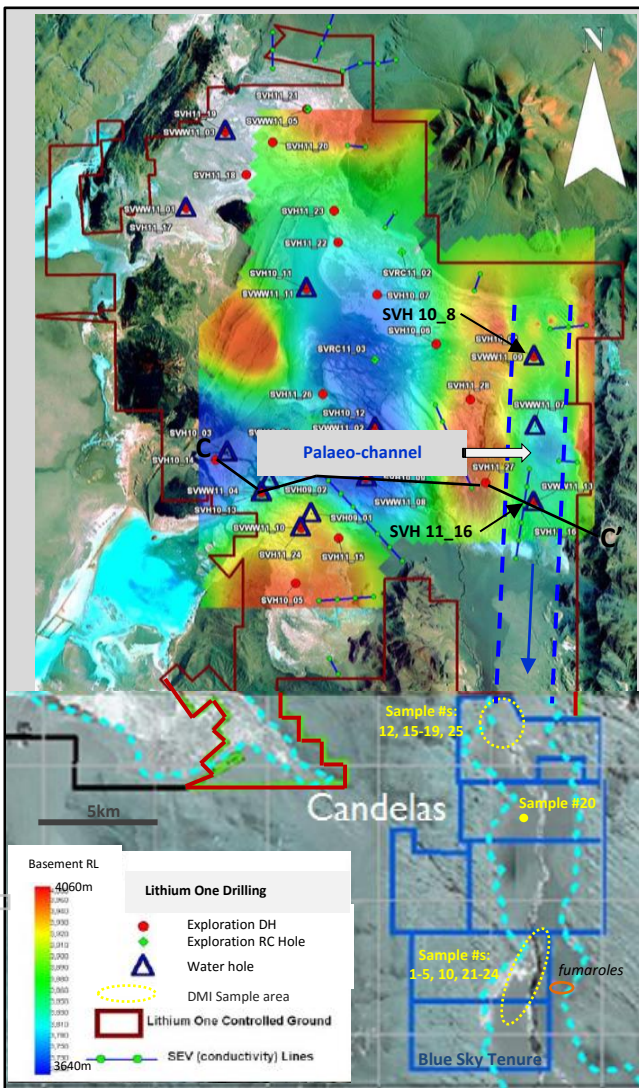 N
SVH11_21
SVH11_19
SVWW11_05
SVWW11_03
SVH11_20
SVH11_18
SVWW11_01
SVH11_23
SVH11_17
SVH11_22
SVRC11_02
SVH10_11
SVWW11_11
SVH10_07
SVH 10_8
SVH10_06
SVWW11_09
SVRC11_03
SVH11_26
SVH11_28
SVWW11_07
SVH10_12
SVH10_03
SVWW11_02
C
Palaeo-channel
SVH10_14
SVH11_27
SVWW11_04
SVH09_02
SVWW11_13
SVWW11_08
SVH09_01
SVH 11_16
SVWW11_10
C'
SVH11_15
SVH11_24
SVH10_05
Sample #s:
12, 15-19, 25
5km
Candelas
Sample #20
Basement RL
4060m
3640m
Lithium One Drilling
Exploration DH
Exploration RC Hole
Water hole
DMI Sample area
Lithium One Controlled Ground
SEV (conductivity) Lines
Sample #s:
1-5, 10, 21-24
fumaroles
Blue Sky Tenure